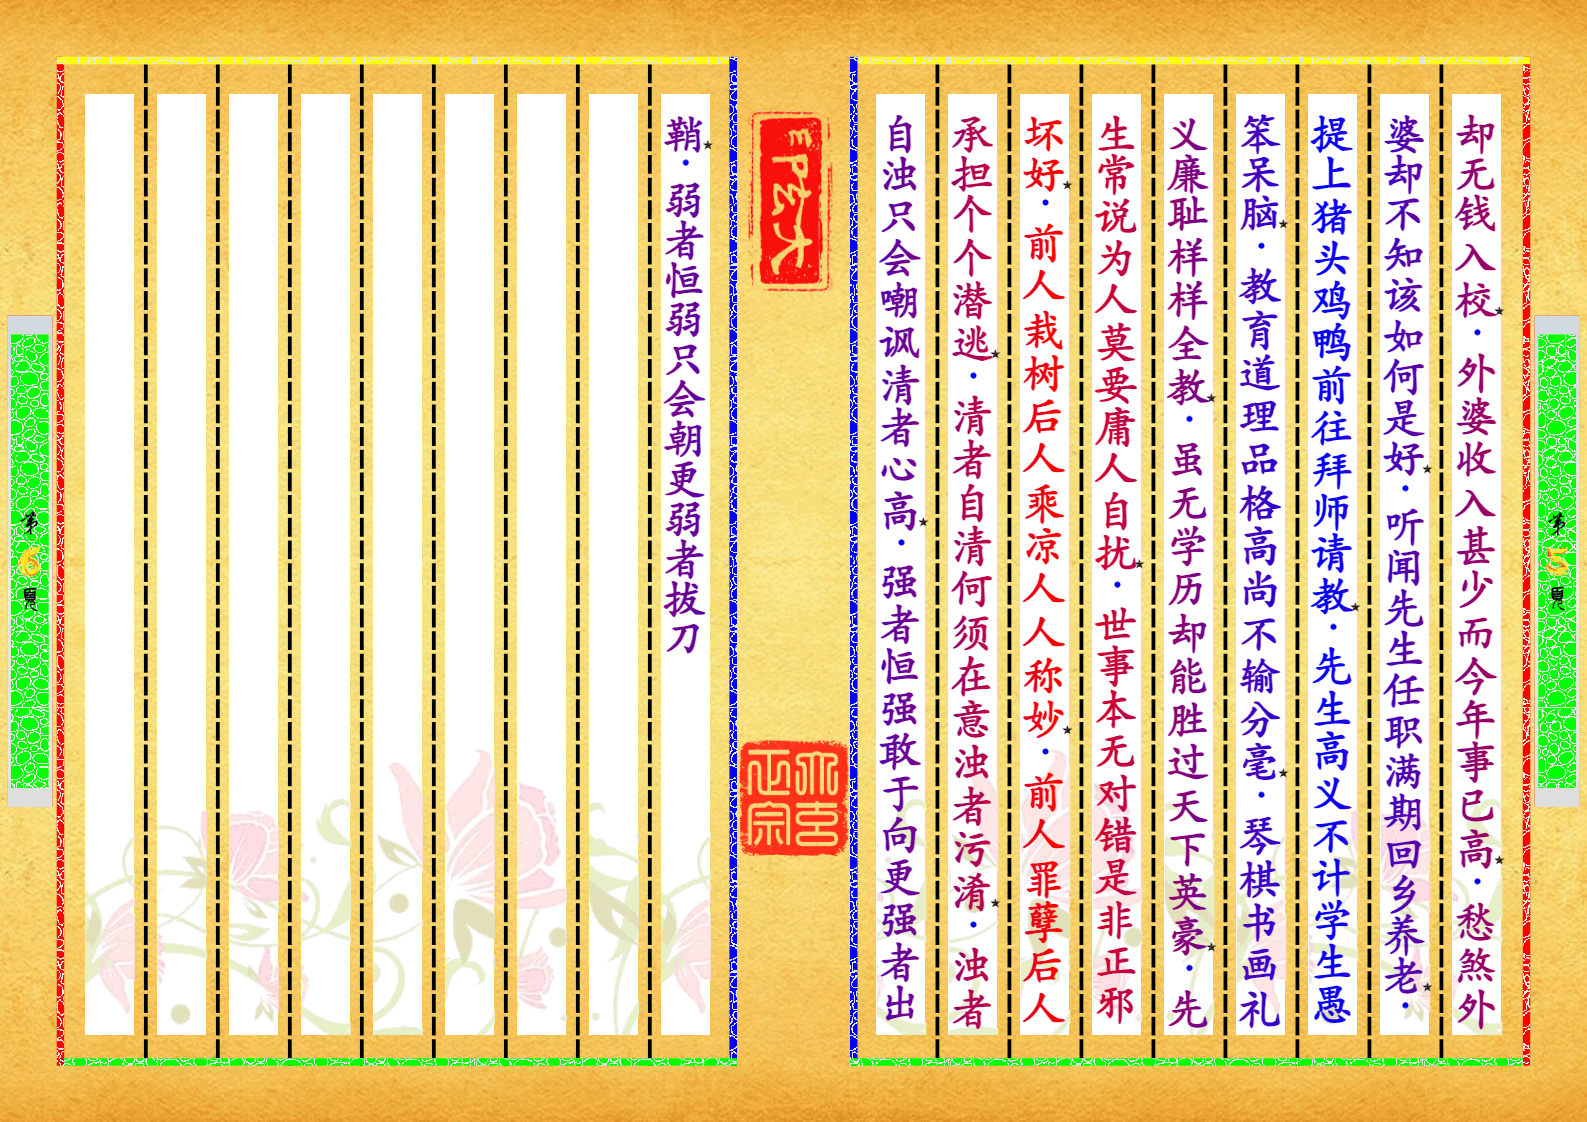 却无钱入校★·外婆收入甚少而今年事已高★·愁煞外
婆却不知该如何是好★·听闻先生任职满期回乡养老★·
提上猪头鸡鸭前往拜师请教★·先生高义不计学生愚
笨呆脑★·教育道理品格高尚不输分毫★·琴棋书画礼
义廉耻样样全教★·虽无学历却能胜过天下英豪★·先
生常说为人莫要庸人自扰★·世事本无对错是非正邪
坏好★·前人栽树后人乘凉人人称妙★·前人罪孽后人
承担个个潜逃★·清者自清何须在意浊者污淆★·浊者
自浊只会嘲讽清者心高★·强者恒强敢于向更强者出
鞘★·弱者恒弱只会朝更弱者拔刀
第5頁
第6頁
正宗